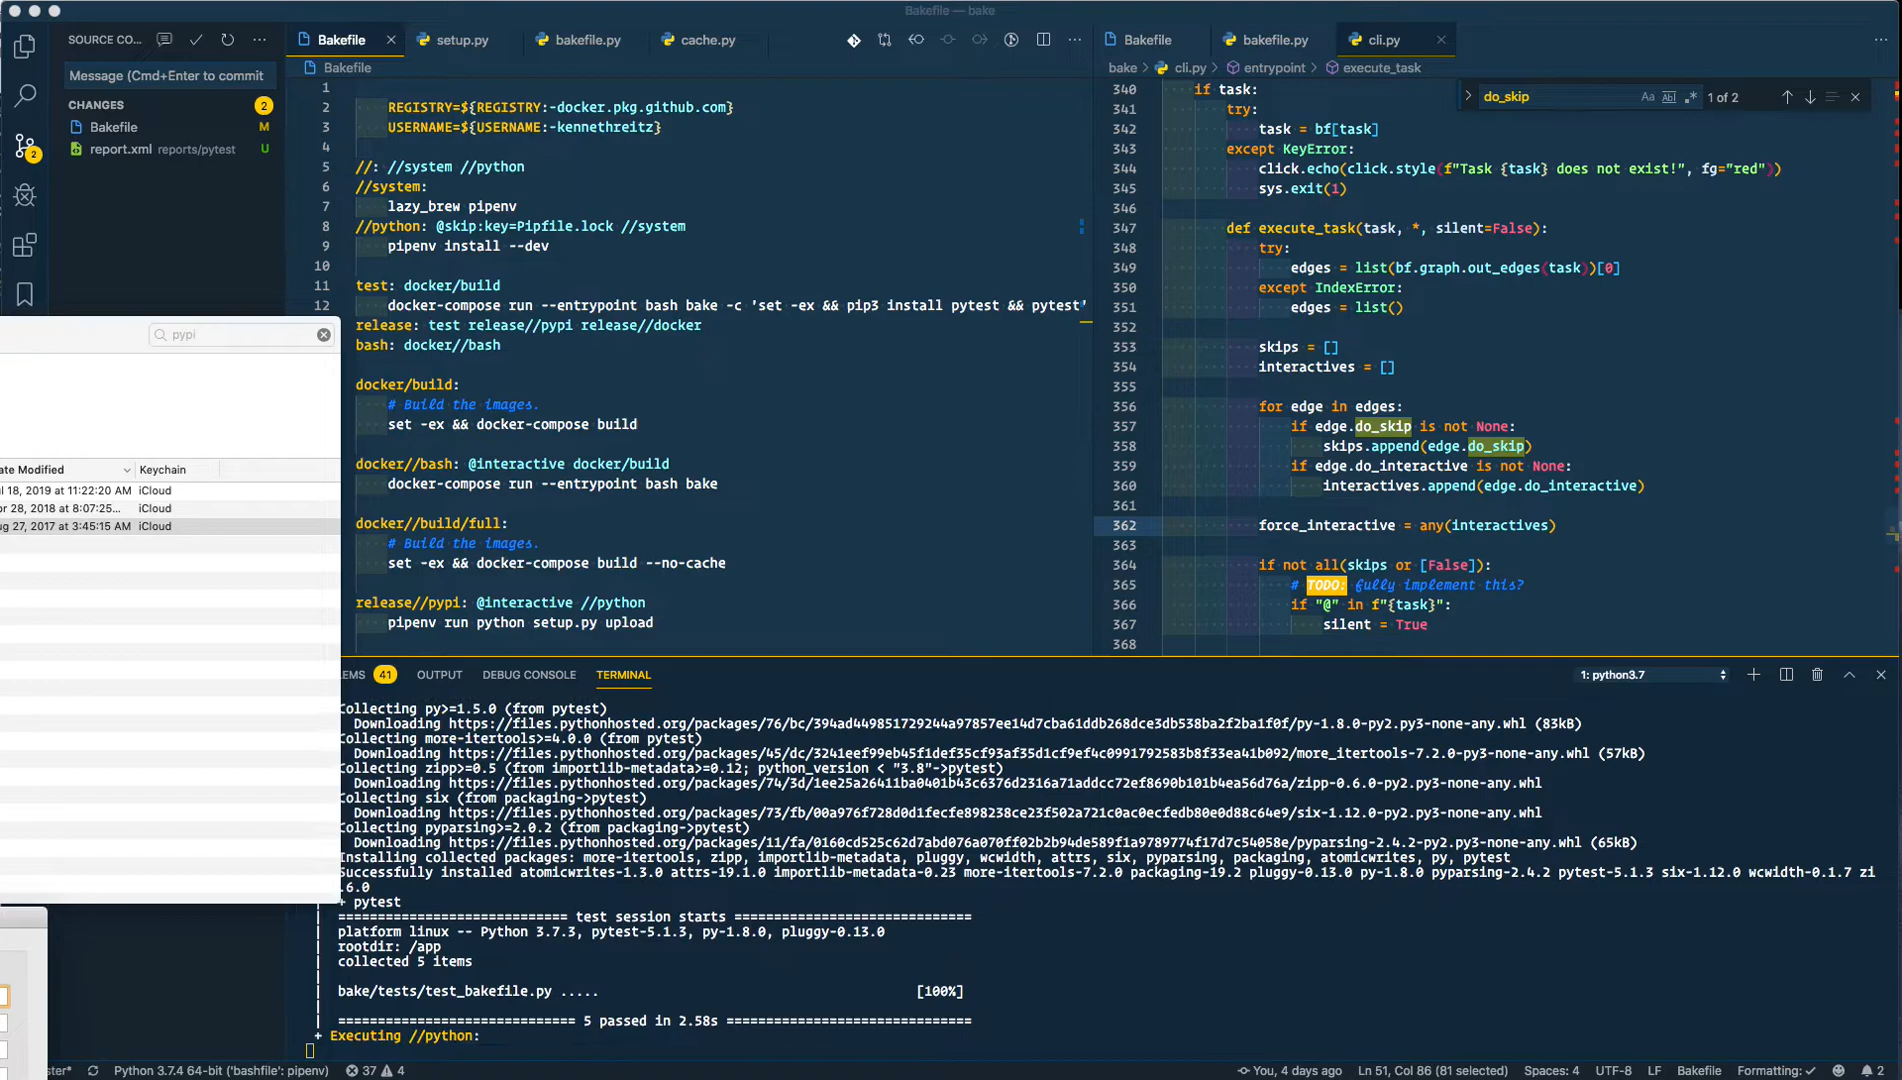 Bakefile — bake
SOURCE CO...
Message (Cmd+Enter to commit
CHANGES
2
Bakefile
M
report.xml reports/pytest
U
2
Bakefile
setup.py
bakefile.py
cache.py
Bakefile
1
2 REGISTRY=${REGISTRY:-docker.pkg.github.com}
3 USERNAME=${USERNAME:-kennethreitz}
4
5 //: //system //python
6 //system:
7 lazy_brew pipenv
8 //python: @skip:key=Pipfile.lock //system
9 pipenv install --dev
10
11 test: docker/build
12 docker-compose run --entrypoint bash bake -c 'set -ex && pip3 install pytest && pytest'
release: test release//pypi release//docker
bash: docker//bash
docker/build:
# Build the images.
set -ex && docker-compose build
docker//bash: @interactive docker/build
docker-compose run --entrypoint bash bake
docker//build/full:
# Build the images.
set -ex && docker-compose build --no-cache
release//pypi: @interactive //python
pipenv run python setup.py upload
Bakefile
bakefile.py
cli.py
bake > cli.py > entrypoint > execute_task
do_skip
Aa
Abl
1 of 2
340 if task:
341 try:
342 task = bf[task]
343 except KeyError:
344 click.echo(click.style(f"Task {task} does not exist!", fg="red"))
345 sys.exit(1)
346
347 def execute_task(task, *, silent=False):
348 try:
349 edges = list(bf.graph.out_edges(task))[0]
350 except IndexError:
351 edges = list()
352
353 skips = []
354 interactives = []
355
356 for edge in edges:
357 if edge.do_skip is not None:
358 skips.append(edge.do_skip)
359 if edge.do_interactive is not None:
360 interactives.append(edge.do_interactive)
361
362 force_interactive = any(interactives)
363
364 if not all(skips or [False]):
365 # TODO: fully implement this?
366 if "@" in f"{task}":
367 silent = True
368
pypi
ate Modified
Keychain
l 18, 2019 at 11:22:20 AM iCloud
r 28, 2018 at 8:07:25... iCloud
g 27, 2017 at 3:45:15 AM iCloud
EMS
41
OUTPUT
DEBUG CONSOLE
TERMINAL
1: python3.7
Collecting py>=1.5.0 (from pytest)
Downloading https://files.pythonhosted.org/packages/76/bc/394ad449851729244a97857ee14d7cba61ddb268dce3db538ba2f2ba1f0f/py-1.8.0-py2.py3-none-any.whl (83kB)
Collecting more-itertools>=4.0.0 (from pytest)
Downloading https://files.pythonhosted.org/packages/45/dc/3241eef99eb45f1def35cf93af35d1cf9ef4c0991792583b8f33ea41b092/more_itertools-7.2.0-py3-none-any.whl (57kB)
Collecting zipp>=0.5 (from importlib-metadata>=0.12; python_version < "3.8"->pytest)
Downloading https://files.pythonhosted.org/packages/74/3d/1ee25a26411ba0401b43c6376d2316a71addcc72ef8690b101b4ea56d76a/zipp-0.6.0-py2.py3-none-any.whl
Collecting six (from packaging->pytest)
Downloading https://files.pythonhosted.org/packages/73/fb/00a976f728d0d1fecfe898238ce23f502a721c0ac0ecfedb80e0d88c64e9/six-1.12.0-py2.py3-none-any.whl
Collecting pyparsing>=2.0.2 (from packaging->pytest)
Downloading https://files.pythonhosted.org/packages/11/fa/0160cd525c62d7abd076a070ff02b2b94de589f1a9789774f17d7c54058e/pyparsing-2.4.2-py2.py3-none-any.whl (65kB)
Installing collected packages: more-itertools, zipp, importlib-metadata, pluggy, wcwidth, attrs, six, pyparsing, packaging, atomicwrites, py, pytest
Successfully installed atomicwrites-1.3.0 attrs-19.1.0 importlib-metadata-0.23 more-itertools-7.2.0 packaging-19.2 pluggy-0.13.0 py-1.8.0 pyparsing-2.4.2 pytest-5.1.3 six-1.12.0 wcwidth-0.1.7 zi
.6.0
+ pytest
============================= test session starts =============================
platform linux -- Python 3.7.3, pytest-5.1.3, py-1.8.0, pluggy-0.13.0
rootdir: /app
collected 5 items
bake/tests/test_bakefile.py ..... [100%]
============================== 5 passed in 2.58s ==============================
+ Executing //python:
ster*
Python 3.7.4 64-bit ('bashfile': pipenv)
37
4
You, 4 days ago
Ln 51, Col 86 (81 selected)
Spaces: 4
UTF-8
LF
Bakefile
Formatting: ✓
2